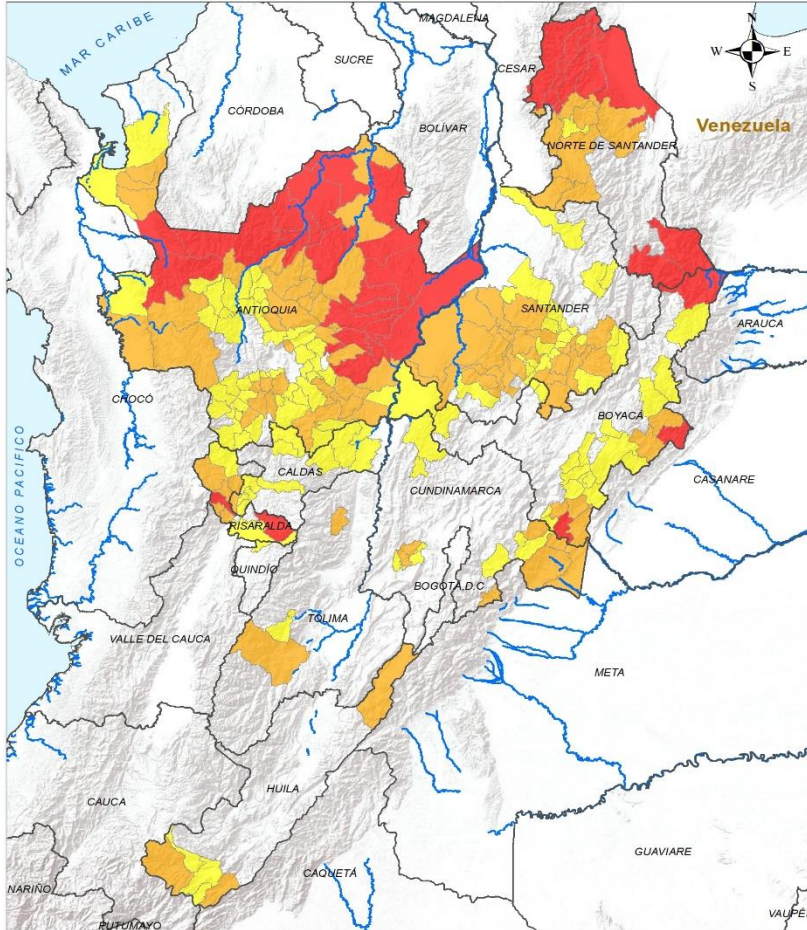 MAGDALENA
MAR CARIBE
SUCRE
CESAR
N
W
E
S
CÓRDOBA
BOLÍVAR
Venezuela
NORTE DE SANTANDER
ANTIOQUIA
SANTANDER
ARAUCA
CHOCÓ
BOYACÁ
OCEANO PACIFICO
CALDAS
CUNDINAMARCA
CASANARE
RISARALDA
QUINDÍO
BOGOTÁ, D.C
TOLIMA
VALLE DEL CAUCA
META
HUILA
CAUCA
GUAVIARE
CAQUETÁ
NARIÑO
PUTUMAYO
VAUPÉ